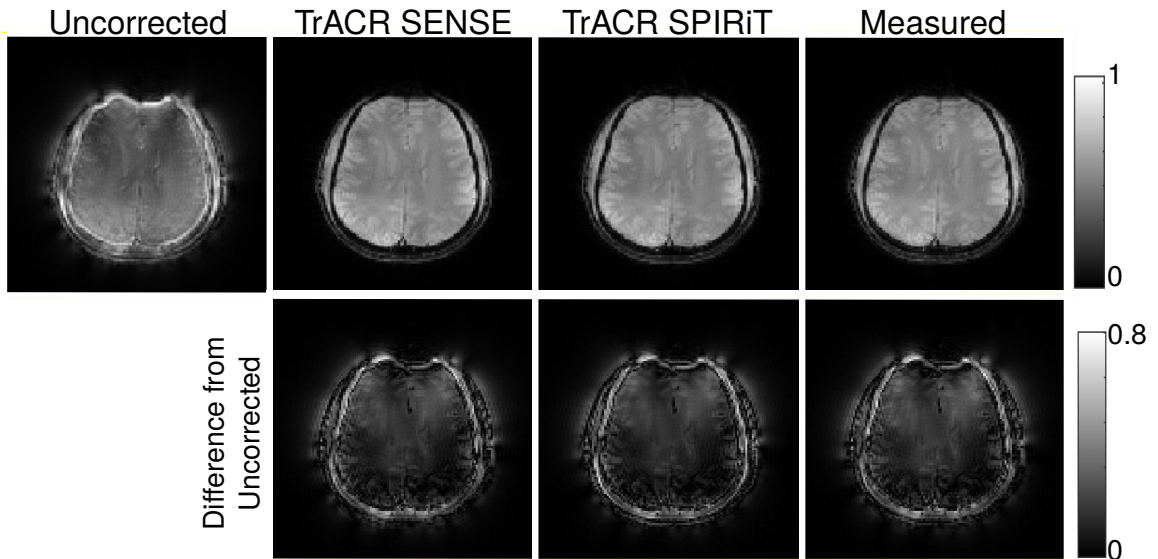 Uncorrected TrACR SENSE TrACR SPIRiT Measured
1
0
Difference from
Uncorrected
0.8
0